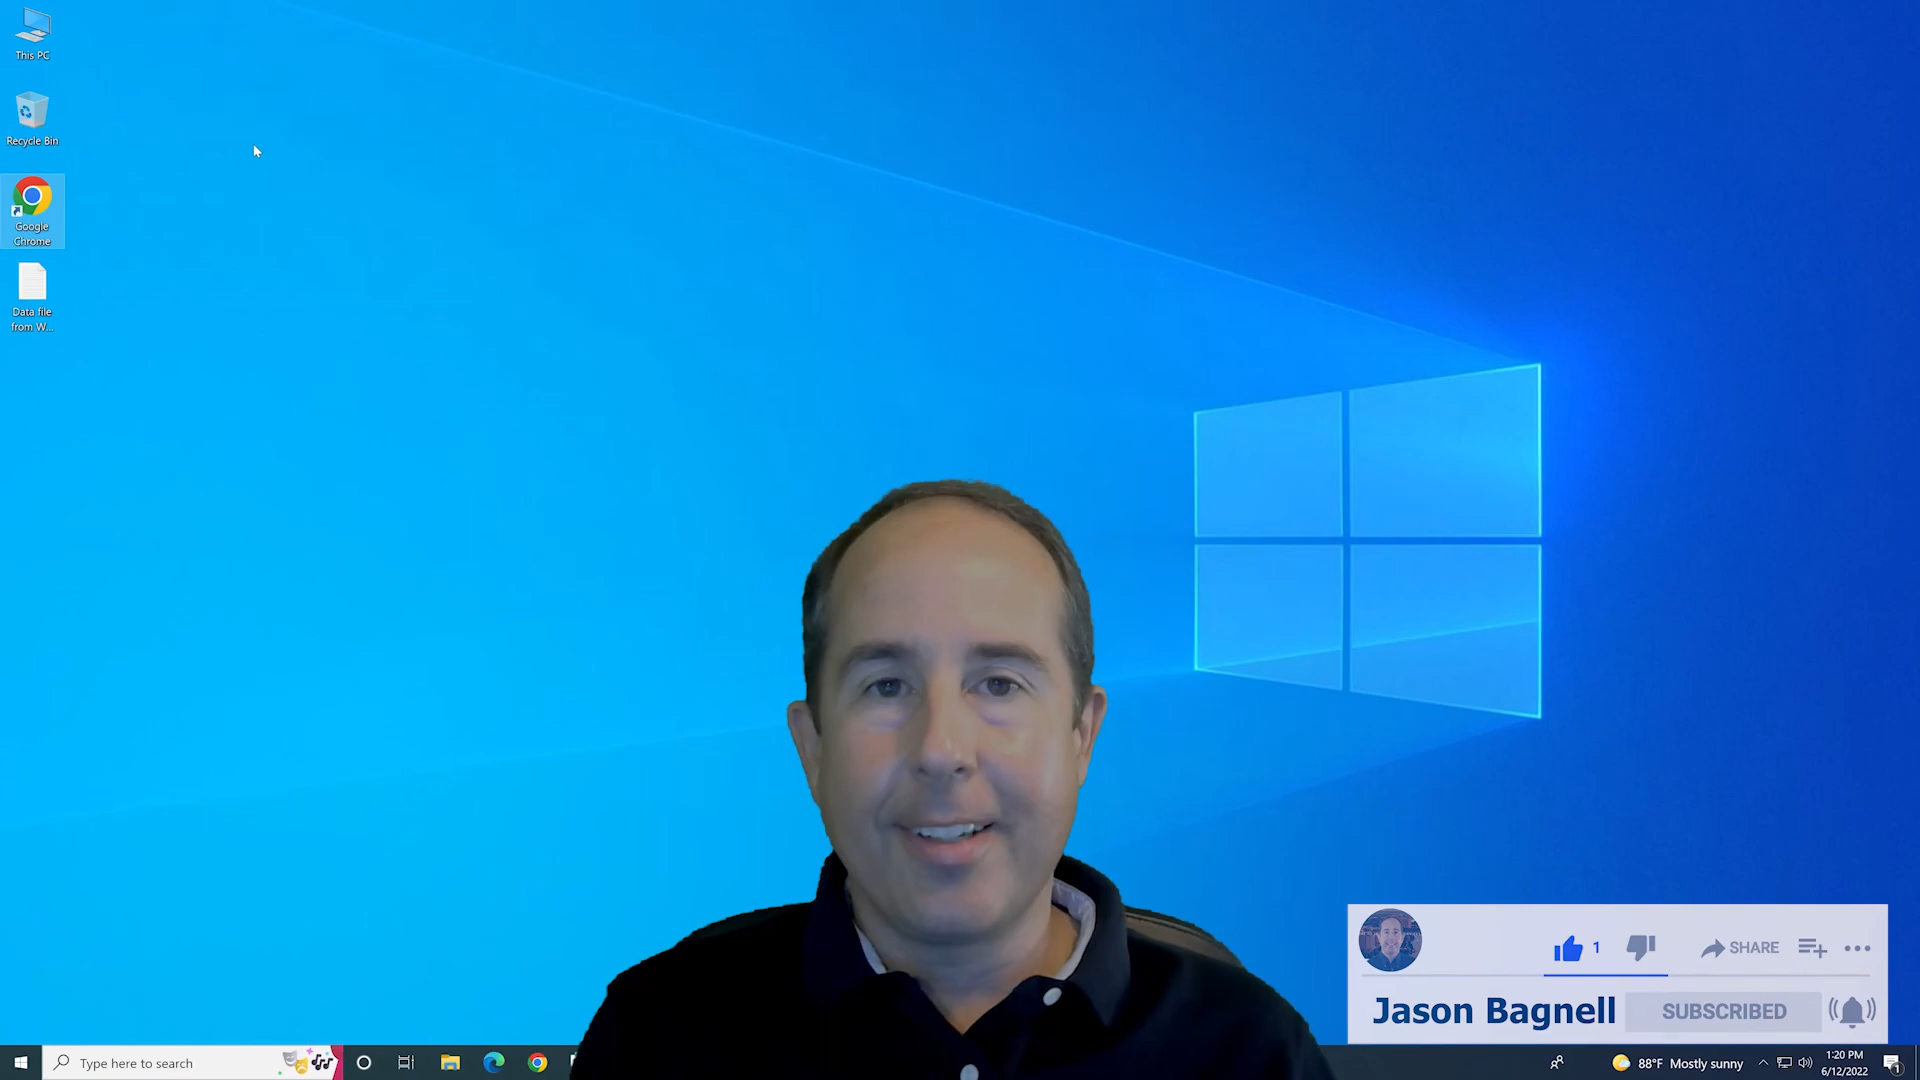 This PC
Recycle Bin
Google
Chrome
Data file
from W...
1
SHARE
Jason Bagnell
SUBSCRIBED
Type here to search
88°F Mostly sunny
1:20 PM
6/12/2022
1